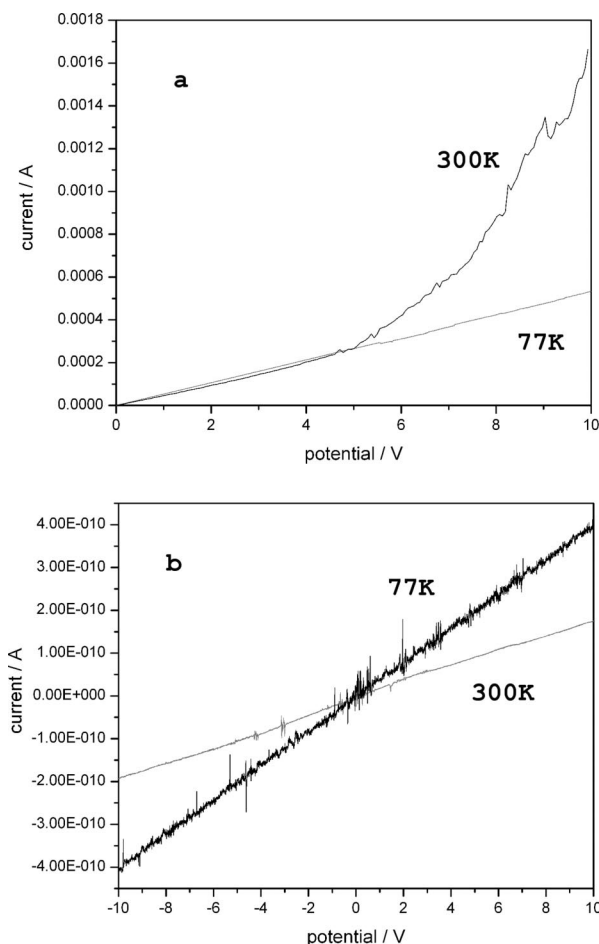 0.0018
0.0016
0.0014
0.0012
0.0010
0.0008
0.0006
0.0004
0.0002
0.0000
current / A
a
300K
77K
0 2 4 6 8 10
potential / V
4.00E-010
3.00E-010
2.00E-010
1.00E-010
0.00E+000
-1.00E-010
-2.00E-010
-3.00E-010
-4.00E-010
current / A
b
77K
300K
-10 -8 -6 -4 -2 0 2 4 6 8 10
potential / V